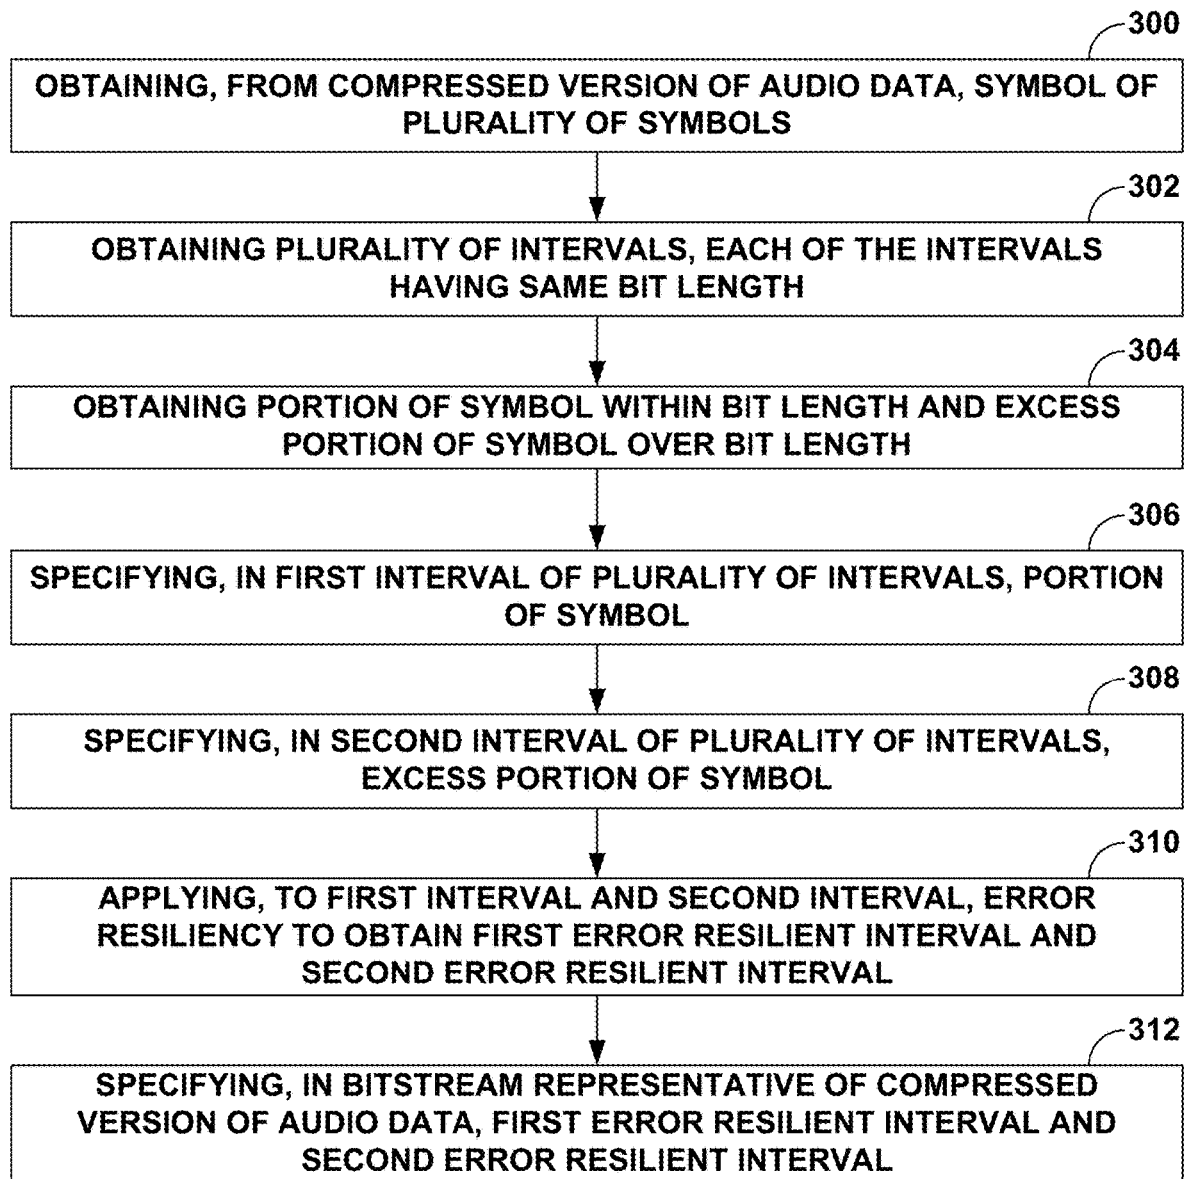 300
OBTAINING, FROM COMPRESSED VERSION OF AUDIO DATA, SYMBOL OF
PLURALITY OF SYMBOLS
302
OBTAINING PLURALITY OF INTERVALS, EACH OF THE INTERVALS
HAVING SAME BIT LENGTH
304
OBTAINING PORTION OF SYMBOL WITHIN BIT LENGTH AND EXCESS
PORTION OF SYMBOL OVER BIT LENGTH
306
SPECIFYING, IN FIRST INTERVAL OF PLURALITY OF INTERVALS, PORTION
OF SYMBOL
308
SPECIFYING, IN SECOND INTERVAL OF PLURALITY OF INTERVALS,
EXCESS PORTION OF SYMBOL
310
APPLYING, TO FIRST INTERVAL AND SECOND INTERVAL, ERROR
RESILIENCY TO OBTAIN FIRST ERROR RESILIENT INTERVAL AND
SECOND ERROR RESILIENT INTERVAL
312
SPECIFYING, IN BITSTREAM REPRESENTATIVE OF COMPRESSED
VERSION OF AUDIO DATA, FIRST ERROR RESILIENT INTERVAL AND
SECOND ERROR RESILIENT INTERVAL